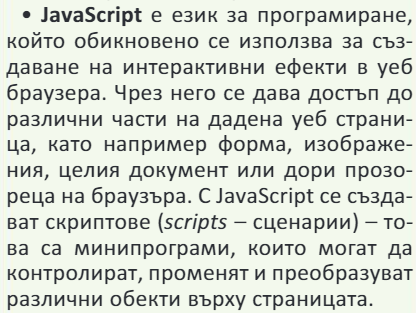 • JavaScript е език за програмиране,
който обикновено се използва за съз-
даване на интерактивни ефекти в уеб
браузера. Чрез него се дава достъп до
различни части на дадена уеб страни-
ца, като например форма, изображе-
ния, целия документ или дори прозо-
реца на браузъра. С JavaScript се създа-
ват скриптове (scripts – сценарии) – то-
ва са минипрограми, които могат да
контролират, променят и преобразуват
различни обекти върху страницата.